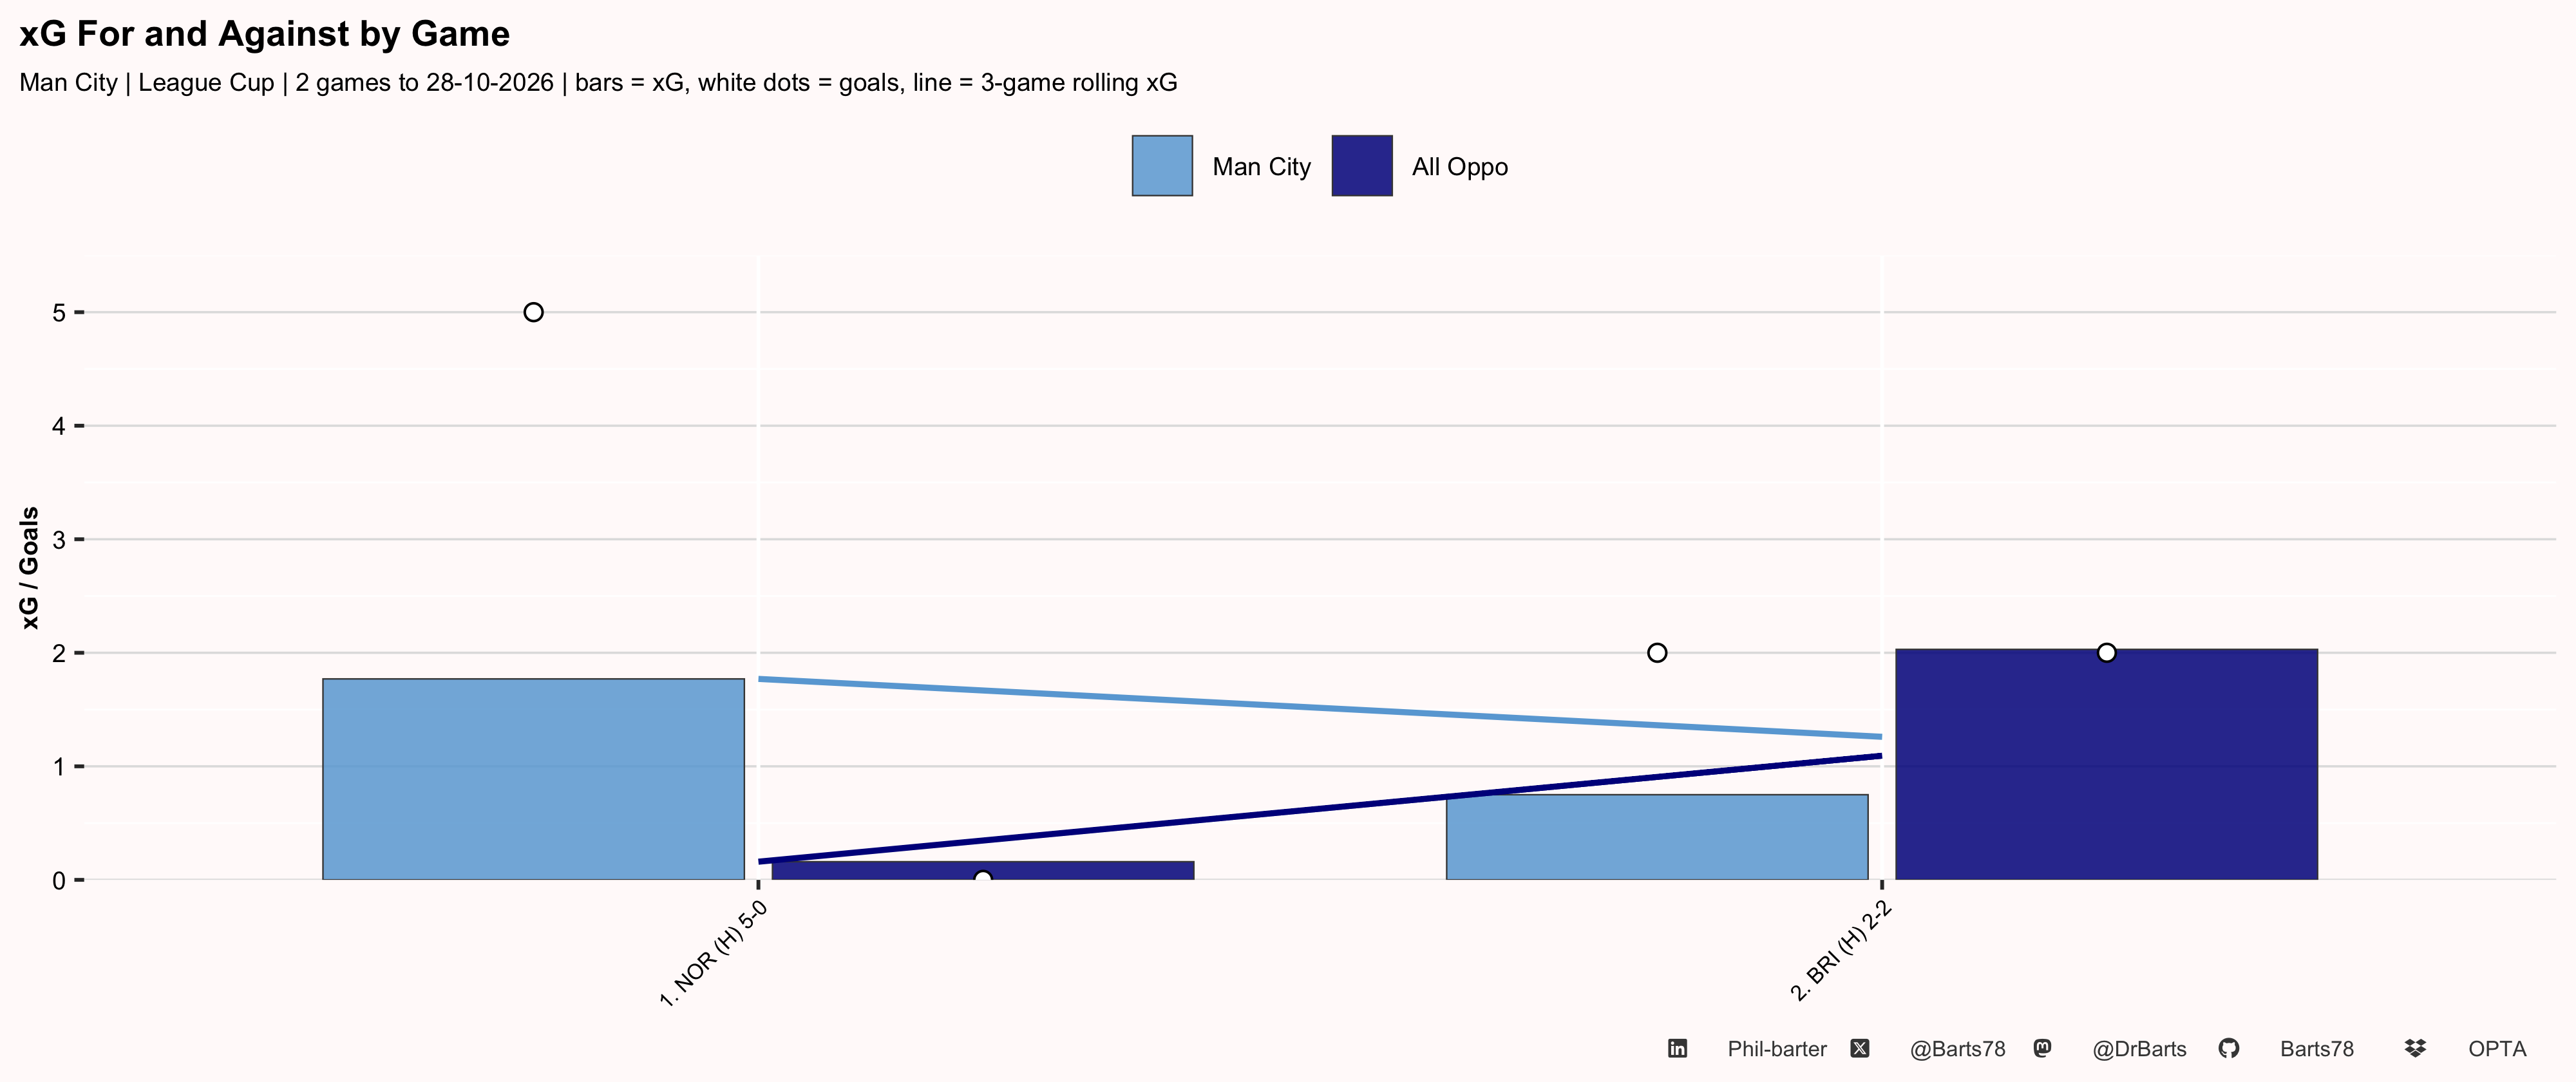 xG For and Against by Game
Man City | League Cup | 2 games to 28-10-2026 | bars = xG, white dots = goals, line = 3-game rolling xG
Man City
All Oppo
xG / Goals
5
4
3
2
1
0
1. NOR (H) 5-0
2. BRI (H) 2-2
Phil-barter @Barts78 @DrBarts Barts78 OPTA